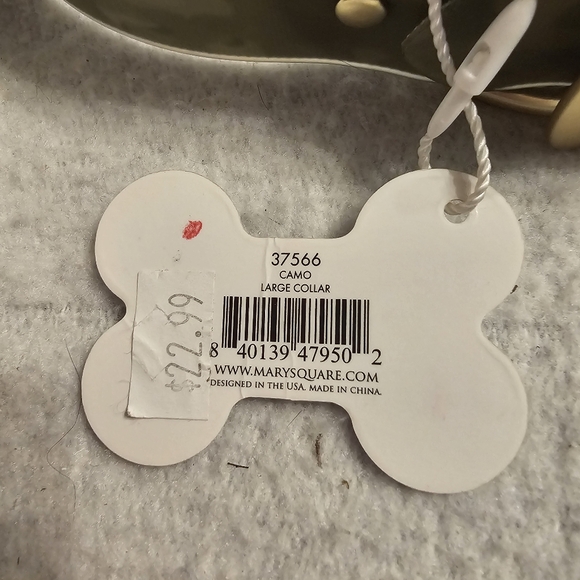 37566
CAMO
LARGE COLLAR
8 40139 47950 2
WWW.MARYSQUARE.COM
DESIGNED IN THE USA. MADE IN CHINA.
$22.99